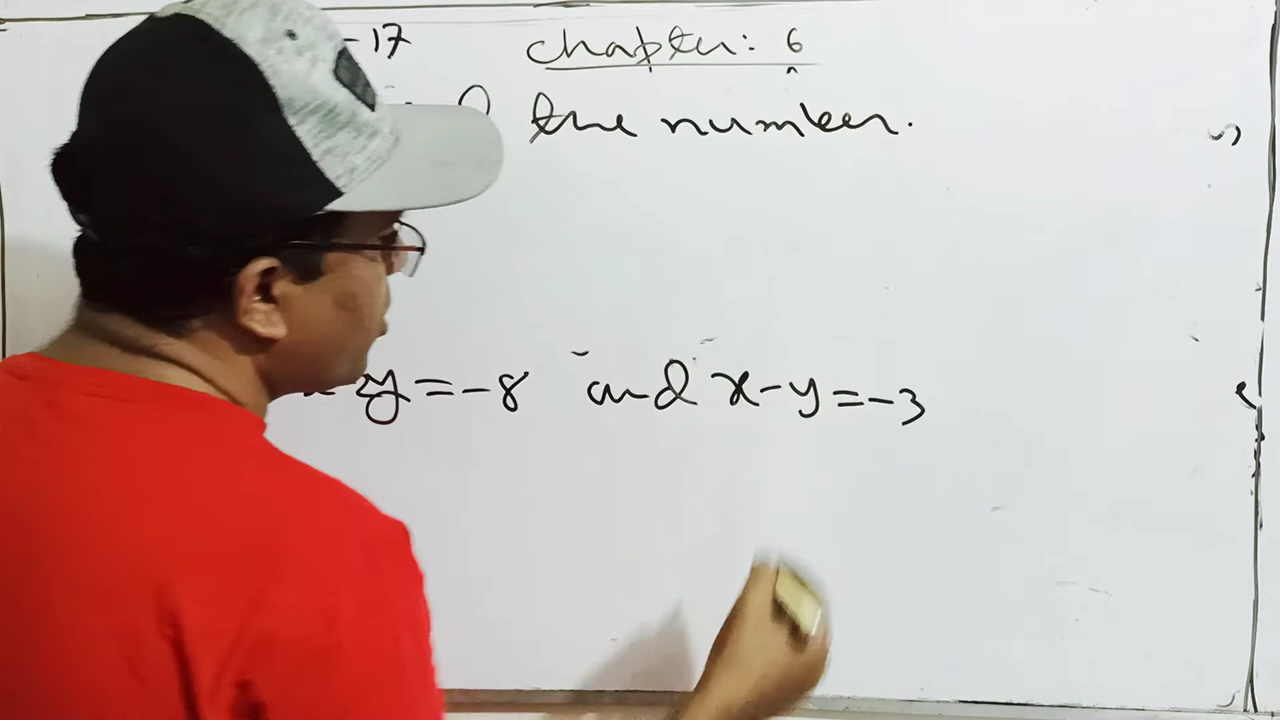 -17 chapter: 6
the number.
y=-8 and x-y=-3